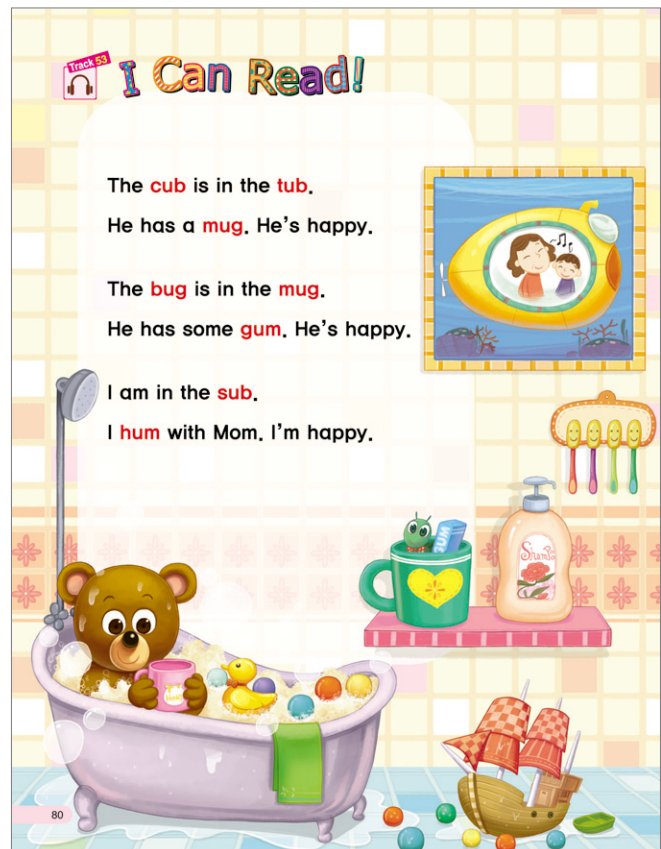 Track 53
I Can Read!
The cub is in the tub.
He has a mug. He's happy.
The bug is in the mug.
He has some gum. He's happy.
I am in the sub.
I hum with Mom. I'm happy.
GUM
80